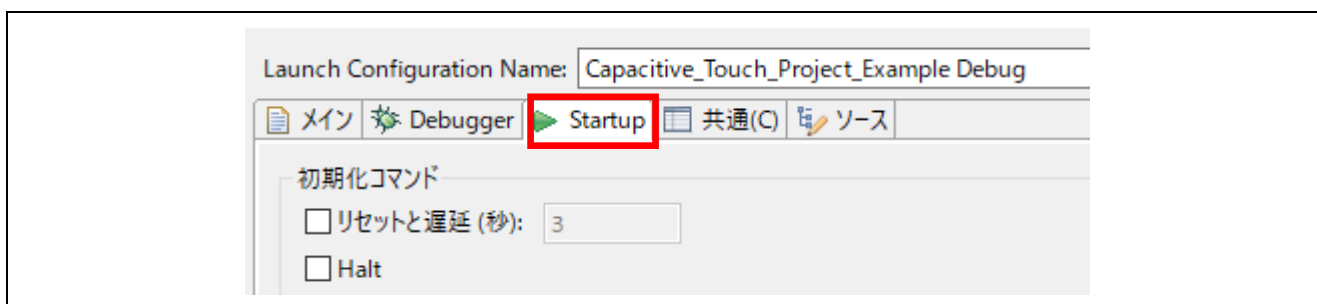 Launch Configuration Name: Capacitive_Touch_Project_Example Debug
メイン Debugger Startup 共通(C) ソース
初期化コマンド
リセットと遅延 (秒): 3
Halt